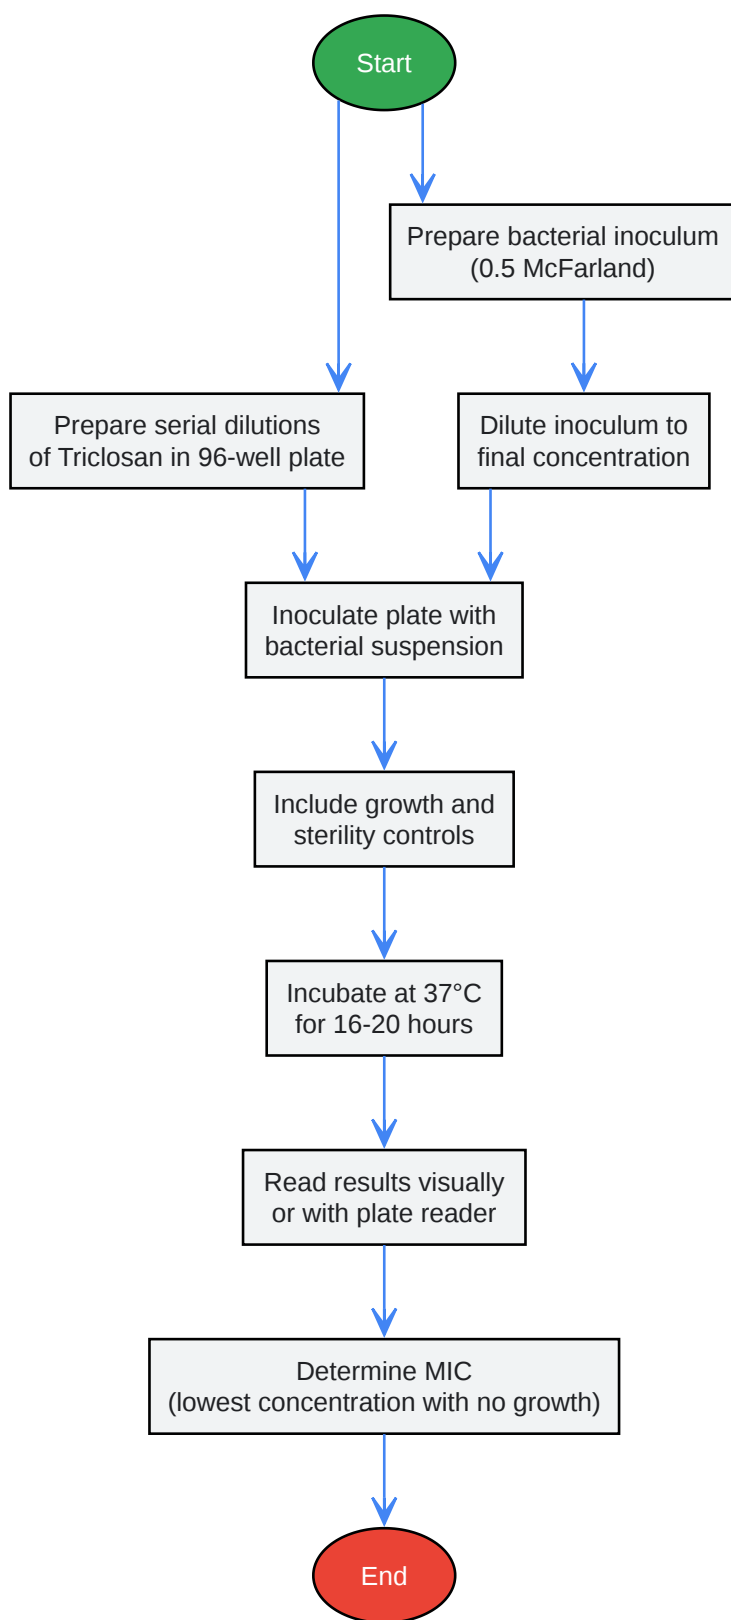 Start
Prepare bacterial inoculum
(0.5 McFarland)
Prepare serial dilutions
of Triclosan in 96-well plate
Dilute inoculum to
final concentration
Inoculate plate with
bacterial suspension
Include growth and
sterility controls
Incubate at 37°C
for 16-20 hours
Read results visually
or with plate reader
Determine MIC
(lowest concentration with no growth)
End